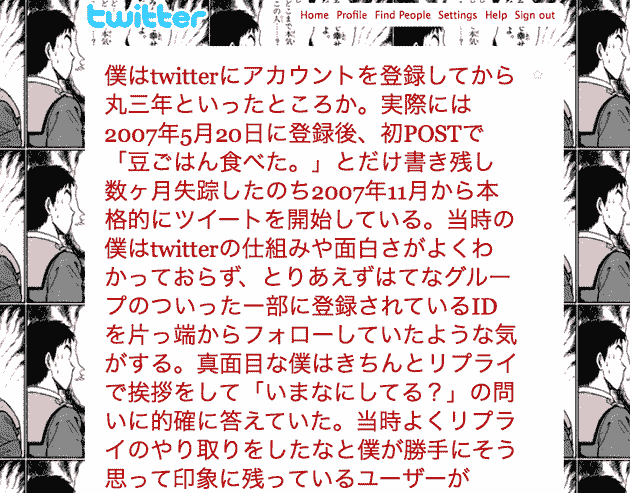 twitter
Home Profile Find People Settings Help Sign out
僕はtwitterにアカウントを登録してから
丸三年といったところか。実際には
2007年5月20日に登録後、初POSTで
「豆ごはん食べた。」とだけ書き残し
数ヶ月失踪したのち2007年11月から本
格的にツイートを開始している。当時の
僕はtwitterの仕組みや面白さがよくわ
かっておらず、とりあえずはてなグルー
プのついった一部に登録されているID
を片っ端からフォローしていたような気
がする。真面目な僕はきちんとリプライ
で挨拶をして「いまなにしてる？」の問
いに的確に答えていた。当時よくリプラ
イのやり取りをしたなと僕が勝手にそう
思って印象に残っているユーザーが